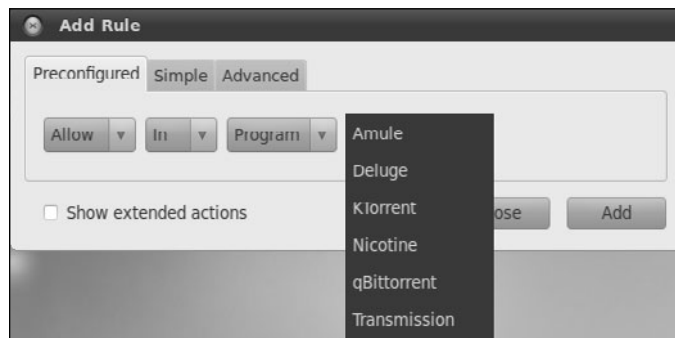 Add Rule
Preconfigured Simple Advanced
Allow In Program
Amule
Deluge
KTorrent
Nicotine
qBittorrent
Transmission
Show extended actions
ose Add